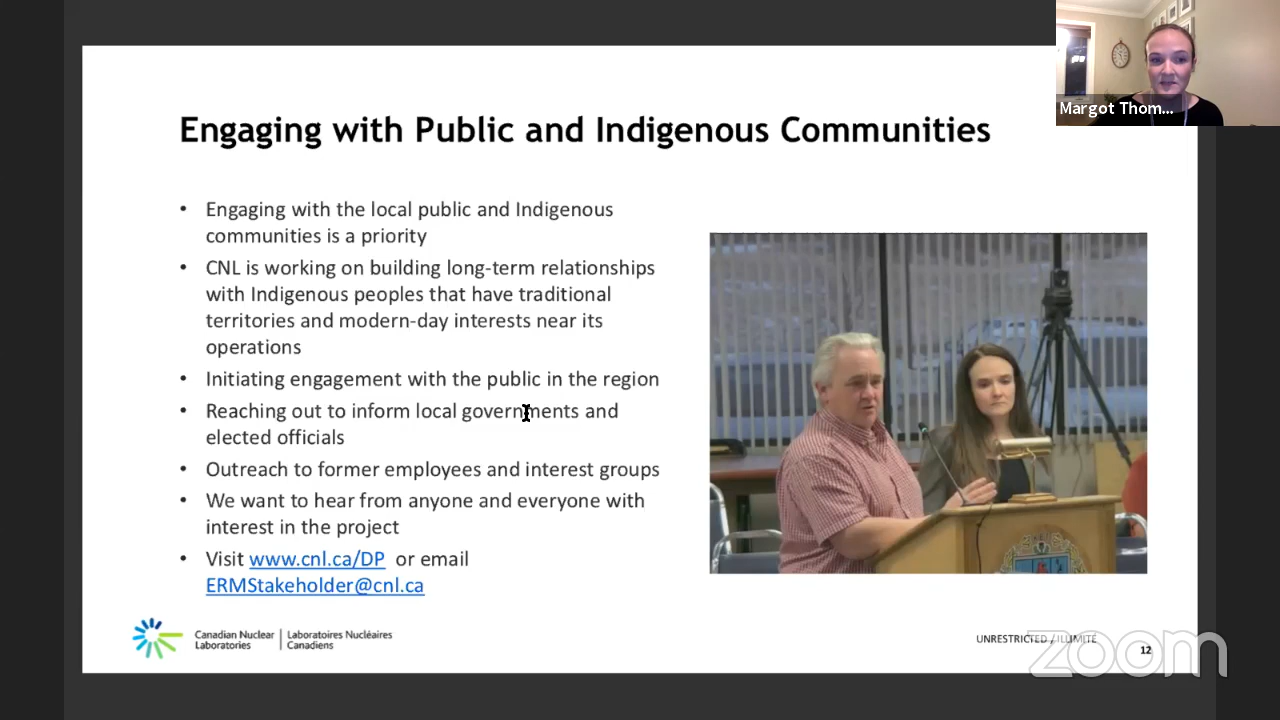 Margot Thom...
Engaging with Public and Indigenous Communities
• Engaging with the local public and Indigenous
communities is a priority
• CNL is working on building long-term relationships
with Indigenous peoples that have traditional
territories and modern-day interests near its
operations
• Initiating engagement with the public in the region
• Reaching out to inform local governments and
elected officials
• Outreach to former employees and interest groups
• We want to hear from anyone and everyone with
interest in the project
• Visit www.cnl.ca/DP or email
ERMStakeholder@cnl.ca
Canadian Nuclear
Laboratories
Laboratoires Nucléaires
Canadiens
UNRESTRICTED / ILLIMITÉ
12
zoom